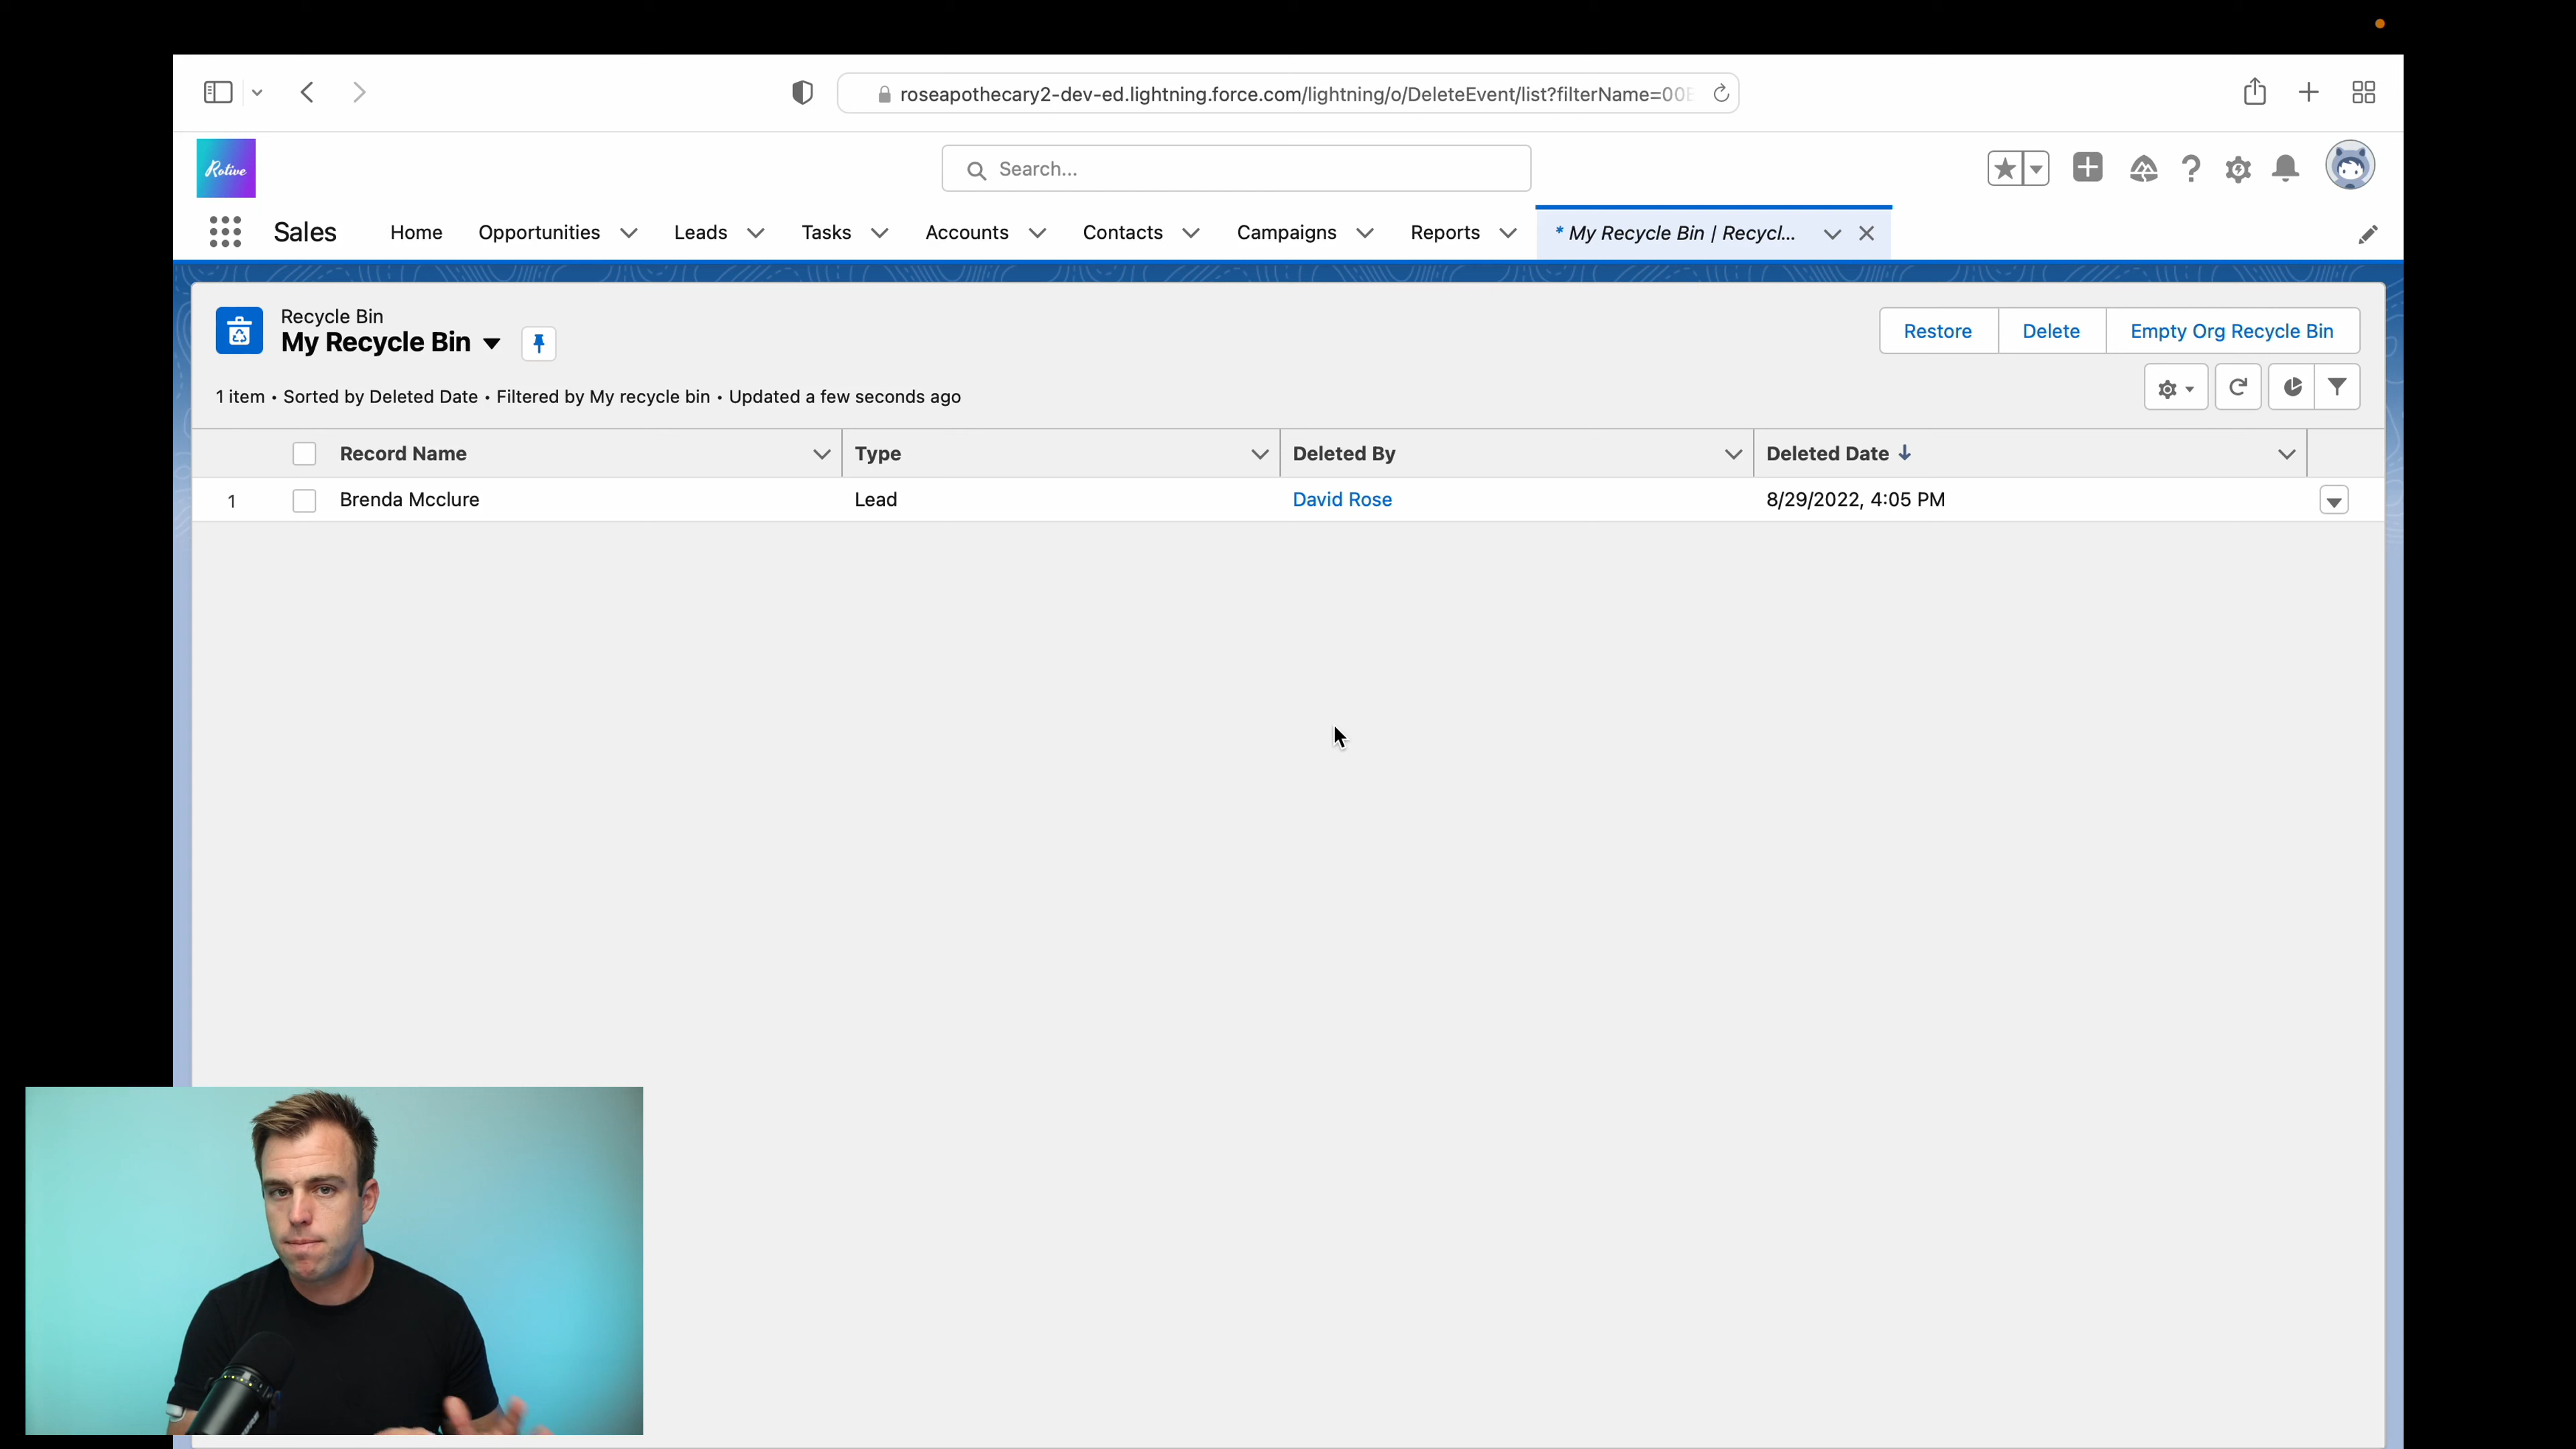 roseapothecary2-dev-ed.lightning.force.com/lightning/o/DeleteEvent/list?filterName=00
Rotive
Search...
Sales Home Opportunities Leads Tasks Accounts Contacts Campaigns Reports * My Recycle Bin | Recycl...
Recycle Bin
My Recycle Bin
Restore Delete Empty Org Recycle Bin
1 item • Sorted by Deleted Date • Filtered by My recycle bin • Updated a few seconds ago
Record Name Type Deleted By Deleted Date
1 Brenda Mcclure Lead David Rose 8/29/2022, 4:05 PM